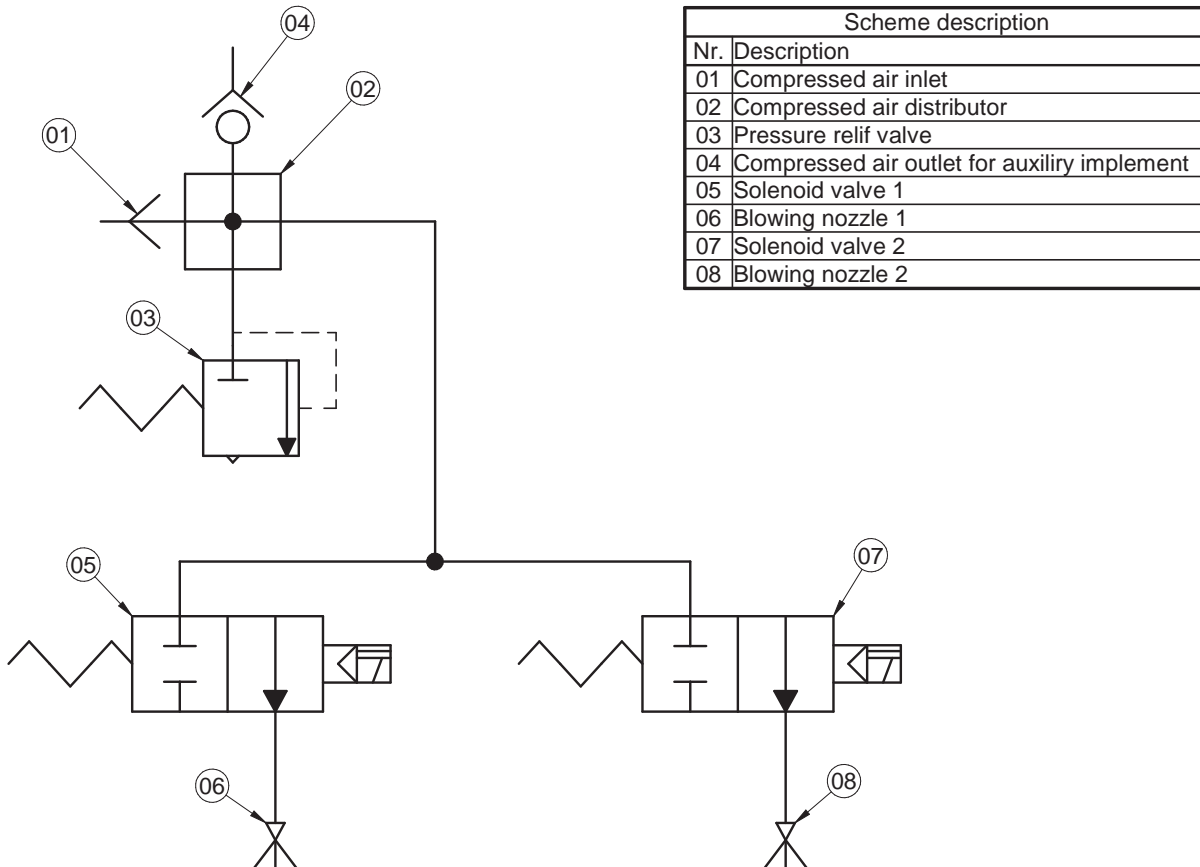 04
02
01
03
05
07
06
08
Scheme description
Nr. Description
01 Compressed air inlet
02 Compressed air distributor
03 Pressure relif valve
04 Compressed air outlet for auxiliry implement
05 Solenoid valve 1
06 Blowing nozzle 1
07 Solenoid valve 2
08 Blowing nozzle 2